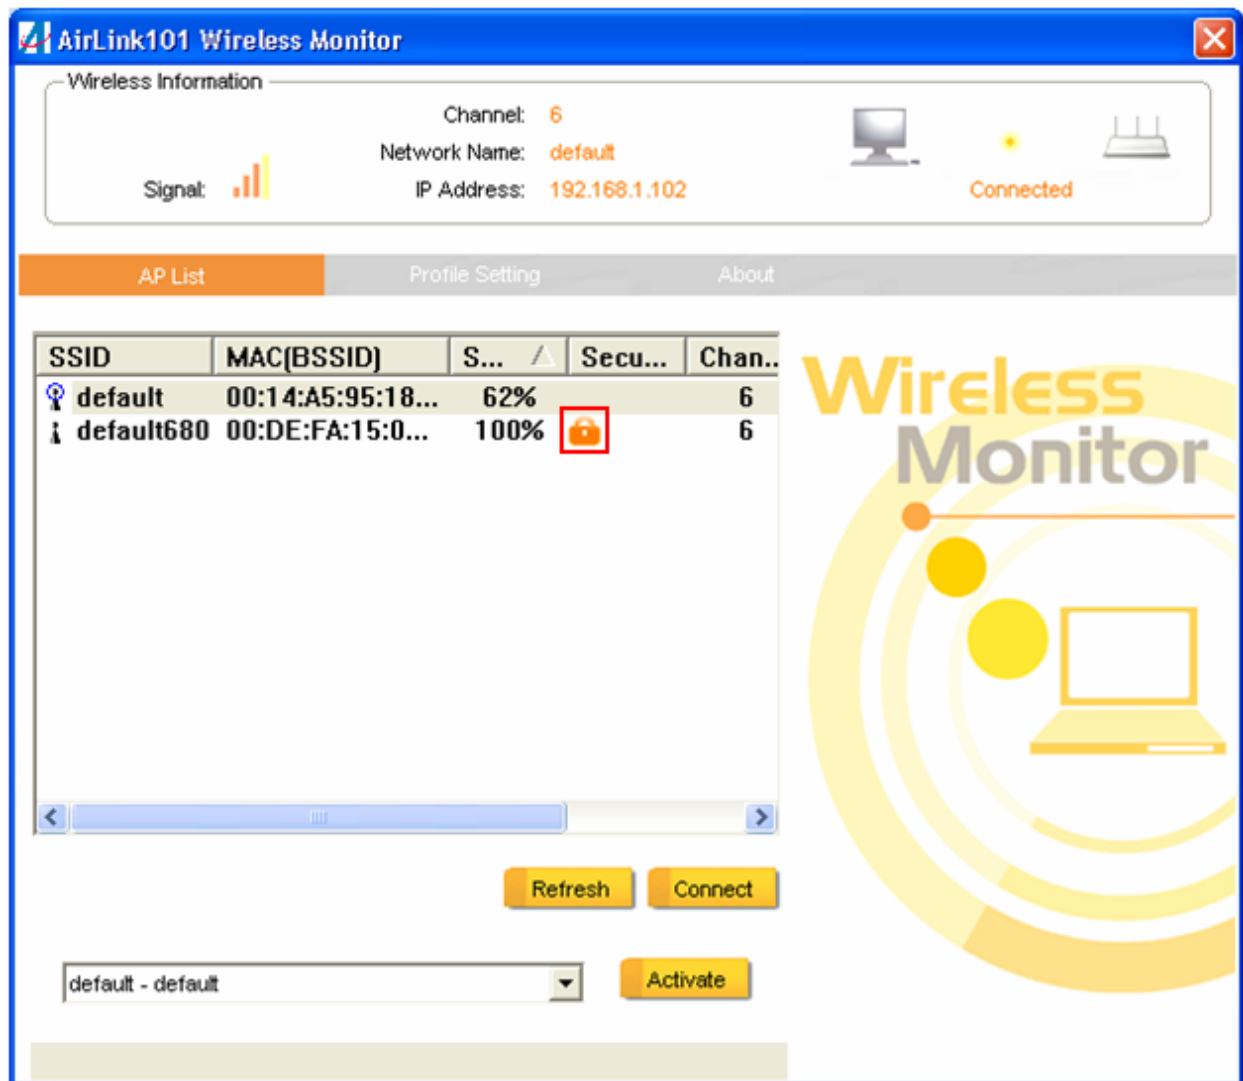 AirLink101 Wireless Monitor
Wireless Information
Channel: 6
Network Name: default
Signal: IP Address: 192.168.1.102
Connected
AP List Profile Setting About
SSID MAC(BSSID) S... Secu... Chan..
default 00:14:A5:95:18... 62% 6
default680 00:DE:FA:15:0... 100% 6
Wireless
Monitor
Refresh Connect
default - default Activate